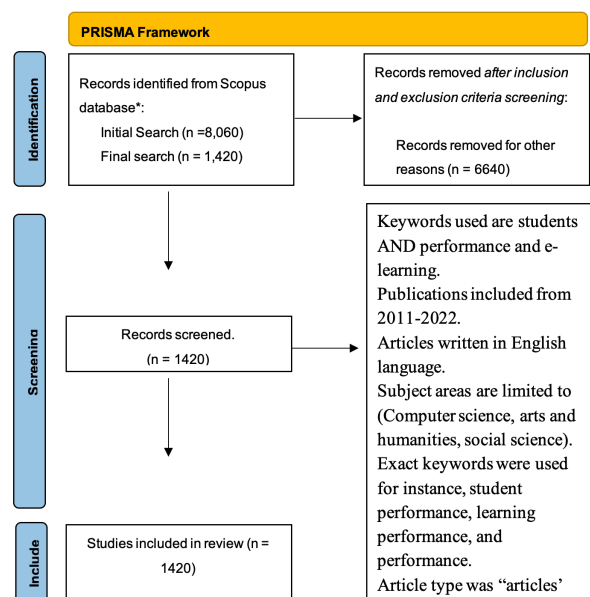 PRISMA Framework
Identification
Records identified from Scopus
database*:
Initial Search (n =8,060)
Final search (n = 1,420)
Records removed after inclusion
and exclusion criteria screening:
Records removed for other
reasons (n = 6640)
Screening
Records screened.
(n = 1420)
Keywords used are students
AND performance and e-
learning.
Publications included from
2011-2022.
Articles written in English
language.
Subject areas are limited to
(Computer science, arts and
humanities, social science).
Exact keywords were used
for instance, student
performance, learning
performance, and
performance.
Article type was “articles’
Include
Studies included in review (n =
1420)